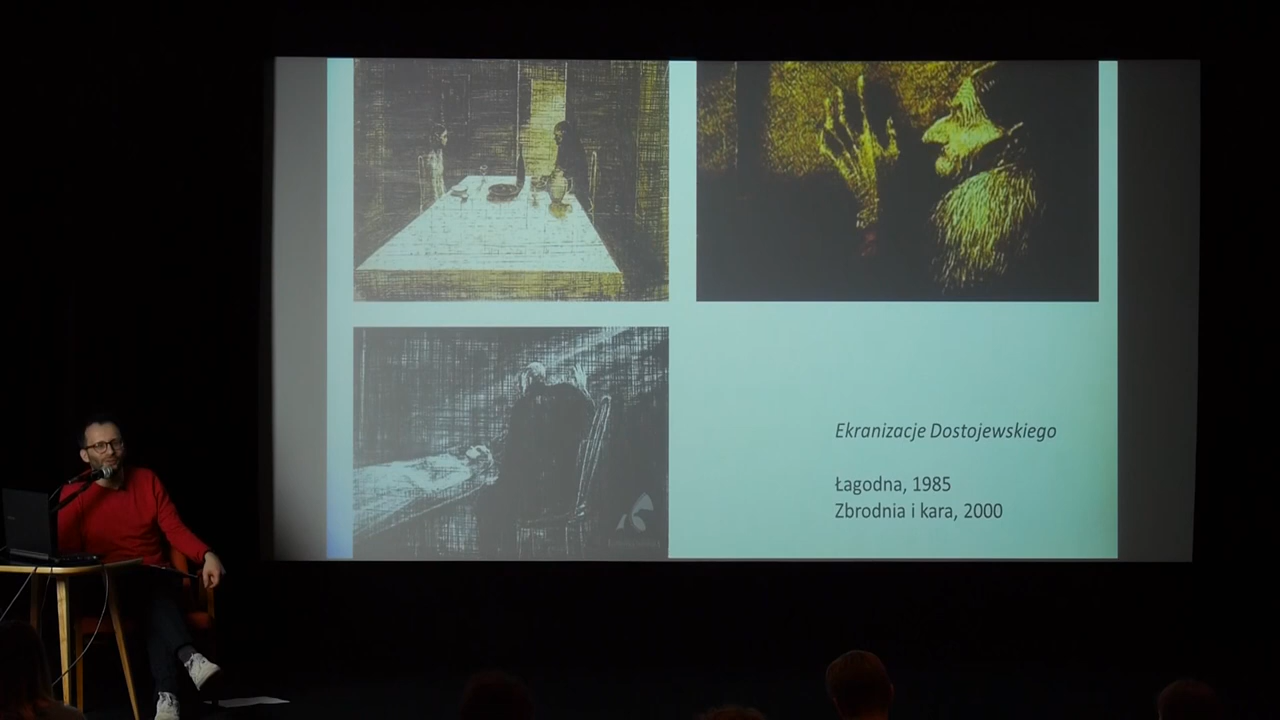 Ekranizacje Dostojewskiego
Łagodna, 1985
Zbrodnia i kara, 2000